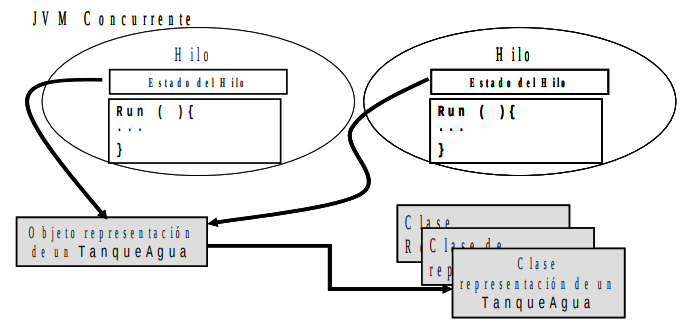 JVM Concurrente
Hilo
Estado del Hilo
Run ( ){
...
}
Hilo
Estado del Hilo
Run ( ){
...
}
Objeto representación
de un TanqueAgua
Clase
R
Clase de
rep
Clase
representación de un
TanqueAgua